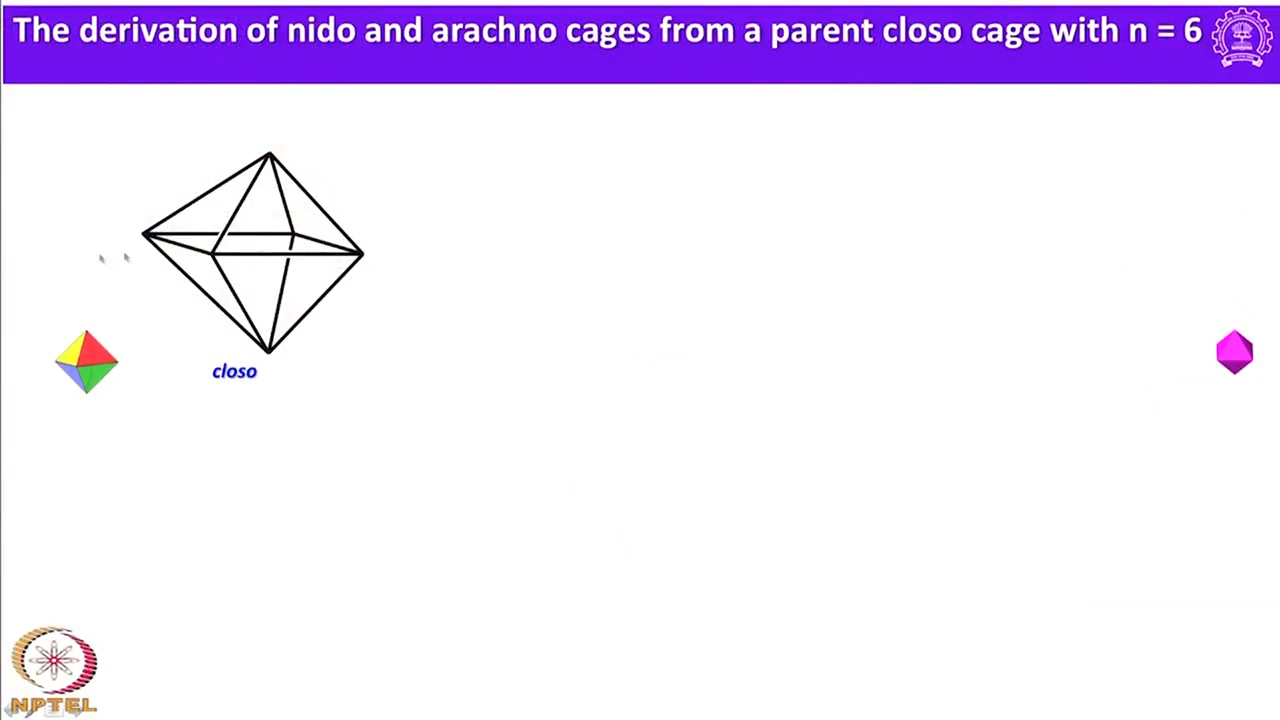 The derivation of nido and arachno cages from a parent closo cage with n = 6
closo
NPTEL